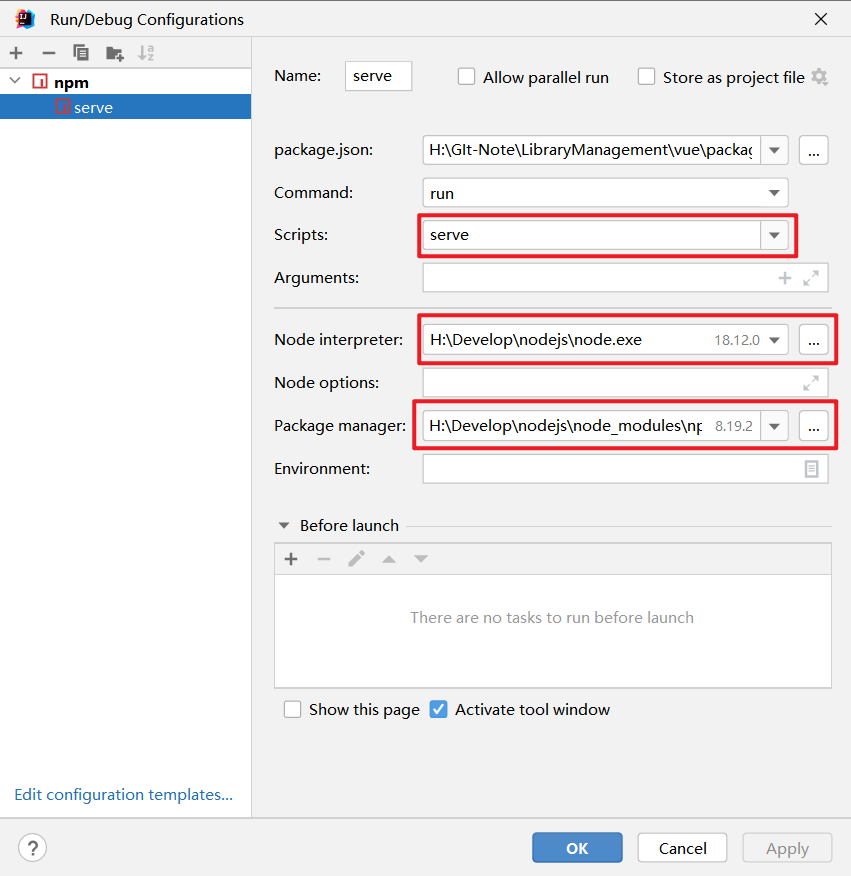 Run/Debug Configurations
npm
serve
Name: serve Allow parallel run Store as project file
package.json: H:\GIt-Note\LibraryManagement\vue\packag ...
Command: run
Scripts: serve
Arguments:
Node interpreter: H:\Develop\nodejs\node.exe 18.12.0 ...
Node options:
Package manager: H:\Develop\nodejs\node_modules\np 8.19.2 ...
Environment:
Before launch
There are no tasks to run before launch
Show this page Activate tool window
Edit configuration templates...
? OK Cancel Apply